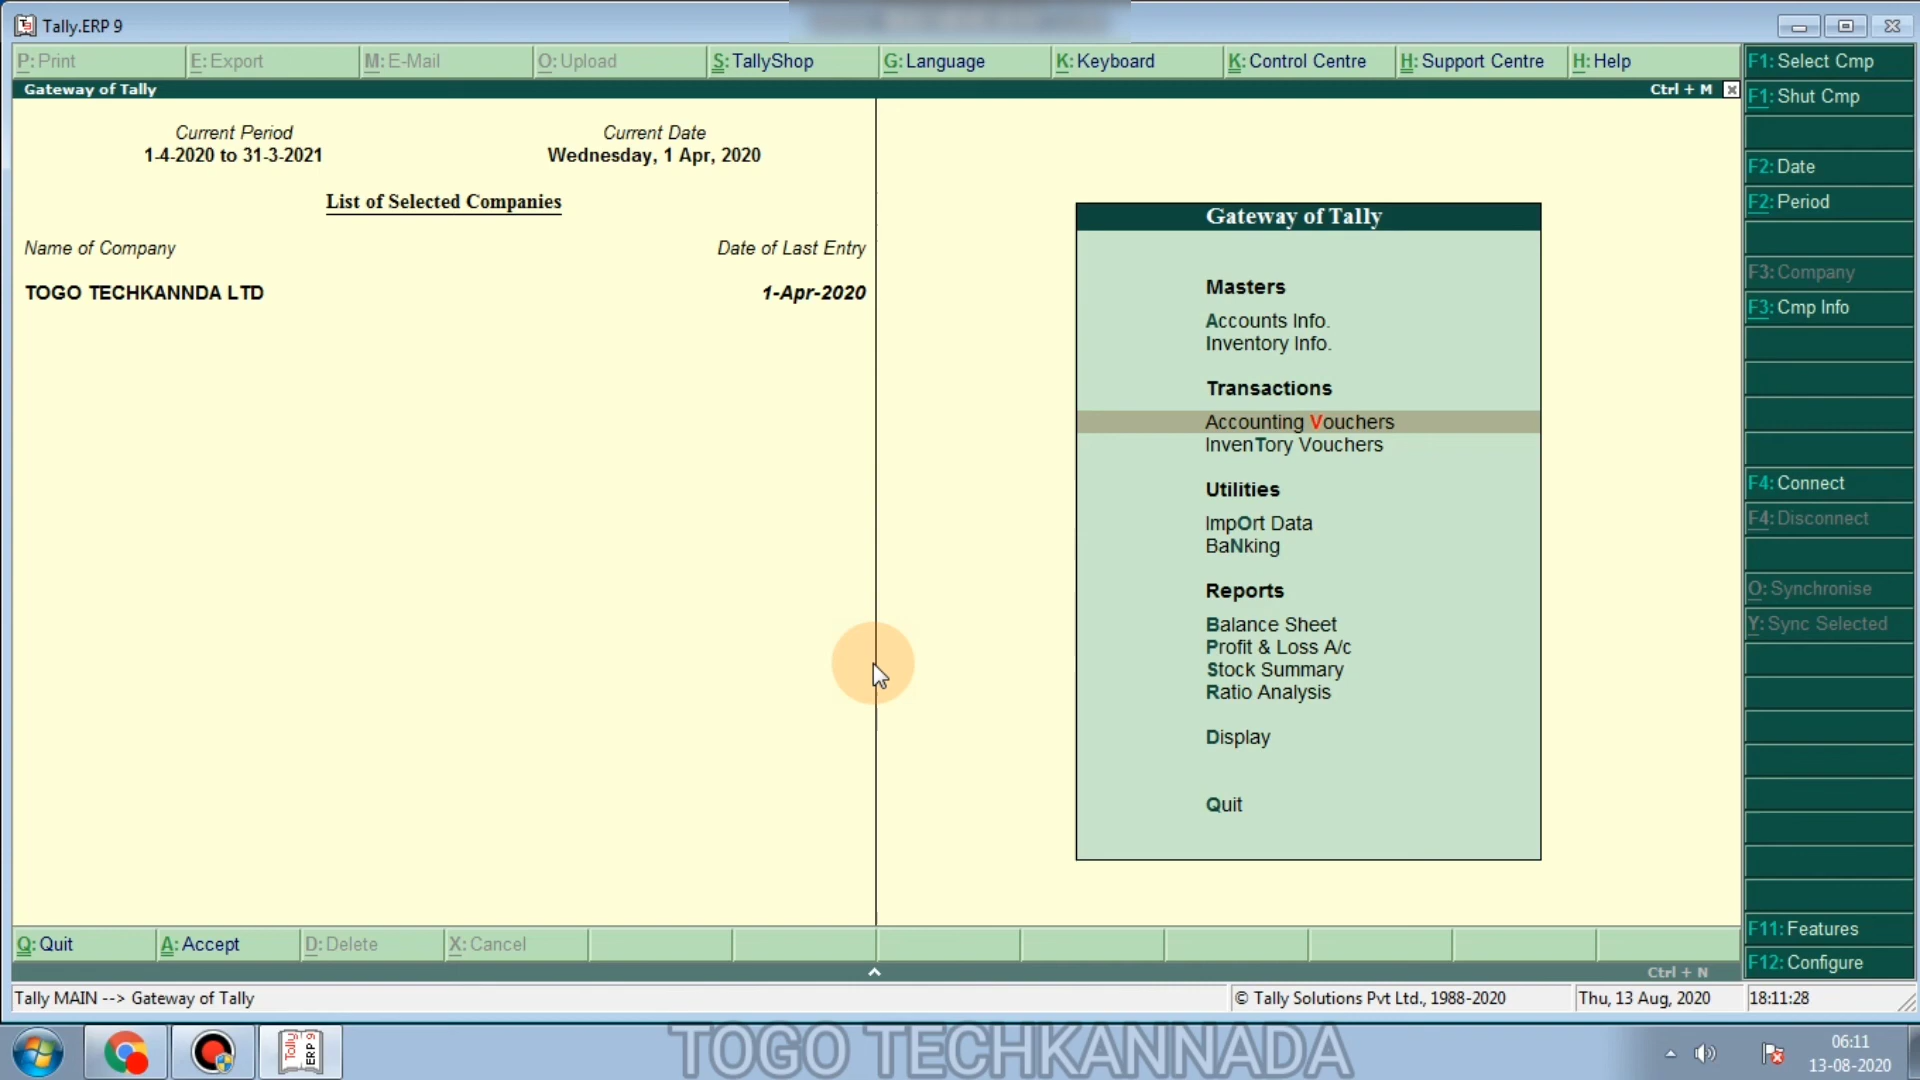 Tally.ERP 9
P: Print E: Export M: E-Mail O: Upload S: TallyShop G: Language K: Keyboard K: Control Centre H: Support Centre H: Help
Gateway of Tally Ctrl + M
Current Period Current Date
1-4-2020 to 31-3-2021 Wednesday, 1 Apr, 2020
List of Selected Companies
Name of Company Date of Last Entry
TOGO TECHKANNDA LTD 1-Apr-2020
Gateway of Tally
Masters
Accounts Info.
Inventory Info.
Transactions
Accounting Vouchers
InvenTory Vouchers
Utilities
ImpOrt Data
BaNking
Reports
Balance Sheet
Profit & Loss A/c
Stock Summary
Ratio Analysis
Display
Quit
F1: Select Cmp
F1: Shut Cmp
F2: Date
F2: Period
F3: Company
F3: Cmp Info
F4: Connect
F4: Disconnect
O: Synchronise
Y: Sync Selected
F11: Features
F12: Configure
Q: Quit A: Accept D: Delete X: Cancel
Ctrl + N
Tally MAIN --> Gateway of Tally © Tally Solutions Pvt Ltd., 1988-2020 Thu, 13 Aug, 2020 18:11:28
Tally ERP 9
TOGO TECHKANNADA
06:11
13-08-2020